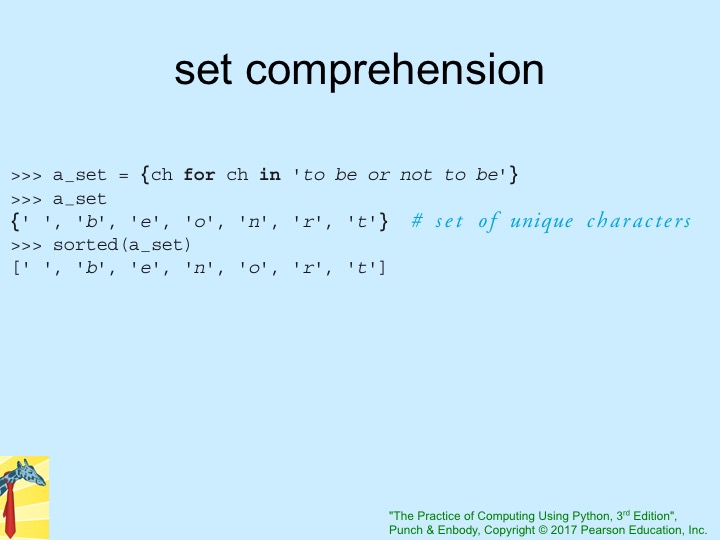 set comprehension
>>> a_set = {ch for ch in 'to be or not to be'}
>>> a_set
{' ', 'b', 'e', 'o', 'n', 'r', 't'} # set of unique characters
>>> sorted(a_set)
[' ', 'b', 'e', 'n', 'o', 'r', 't']
"The Practice of Computing Using Python, 3rd Edition",
Punch & Enbody, Copyright © 2017 Pearson Education, Inc.